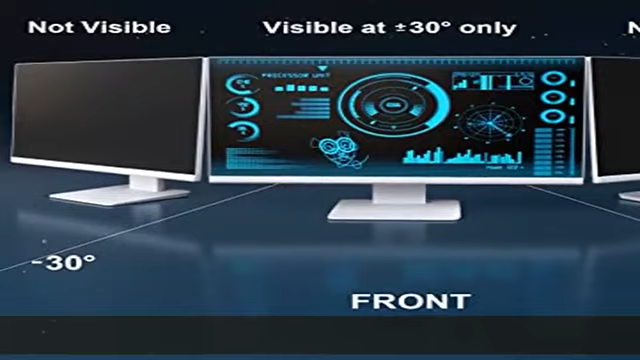 Not Visible
Visible at ±30° only
N
PROCESSOR UNIT
-30°
FRONT